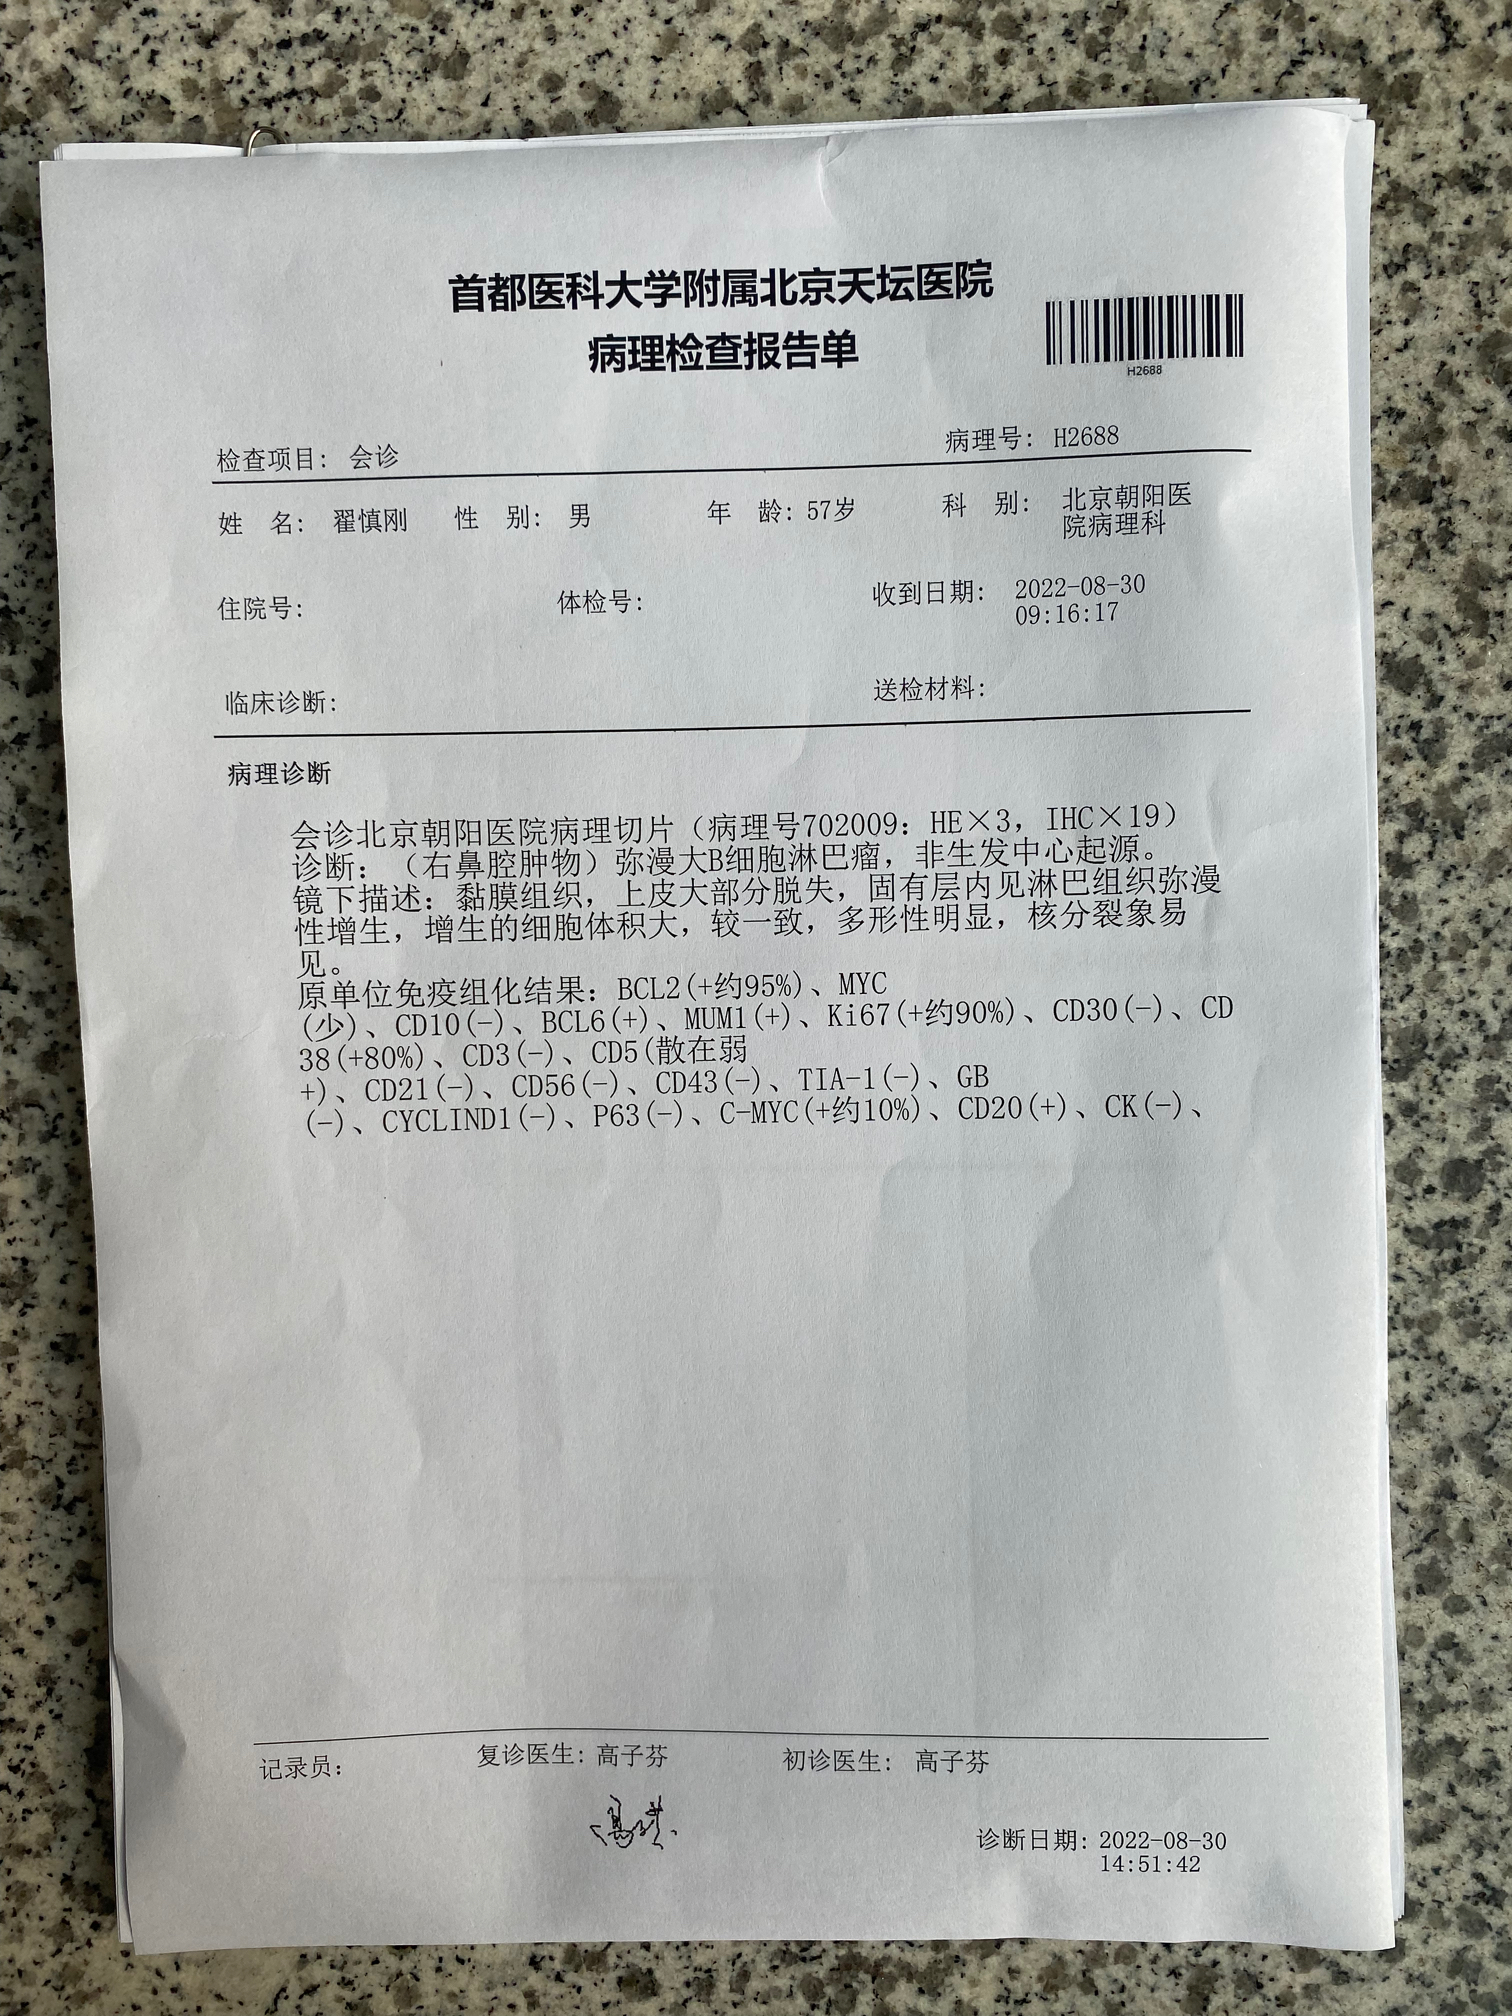 首都医科大学附属北京天坛医院
病理检查报告单
H2688
检查项目: 会诊 病理号: H2688
姓 名: 翟慎刚 性 别: 男 年 龄: 57岁 科 别: 北京朝阳医
院病理科
住院号: 体检号: 收到日期: 2022-08-30
09:16:17
临床诊断: 送检材料:
病理诊断
会诊北京朝阳医院病理切片（病理号702009: HE×3, IHC×19）
诊断: （右鼻腔肿物）弥漫大B细胞淋巴瘤，非生发中心起源。
镜下描述: 黏膜组织，上皮大部分脱失，固有层内见淋巴组织弥漫
性增生，增生的细胞体积大，较一致，多形性明显，核分裂象易
见。
原单位免疫组化结果: BCL2(+约95%)、MYC
(少)、CD10(-)、BCL6(+)、MUM1(+)、Ki67(+约90%)、CD30(-)、CD
38(+80%)、CD3(-)、CD5(散在弱
+)、CD21(-)、CD56(-)、CD43(-)、TIA-1(-)、GB
(-)、CYCLIND1(-)、P63(-)、C-MYC(+约10%)、CD20(+)、CK(-)、
记录员: 复诊医生: 高子芬 初诊医生: 高子芬
高子芬
诊断日期: 2022-08-30
14:51:42